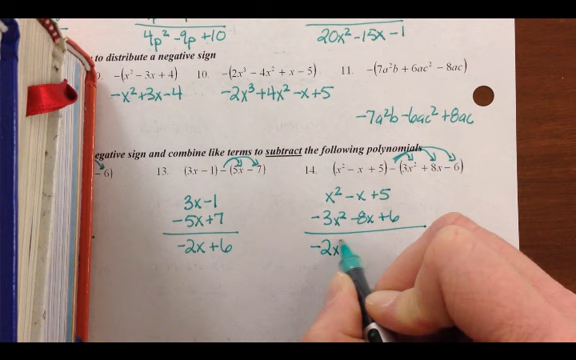 4p² -9p +10
20x² -15x -1
to distribute a negative sign
-(x² - 3x + 4) 10. -(2x³ - 4x² + x - 5) 11. -(7a²b + 6ac² - 8ac)
-x² +3x -4 -2x³ +4x² -x +5
-7a²b -6ac² +8ac
egative sign and combine like terms to subtract the following polynomials
- 6) 13. (3x - 1) - (5x - 7) 14. (x² - x + 5) - (3x² + 8x - 6)
3x -1 x² -x +5
-5x +7 -3x² -8x +6
-2x +6 -2x